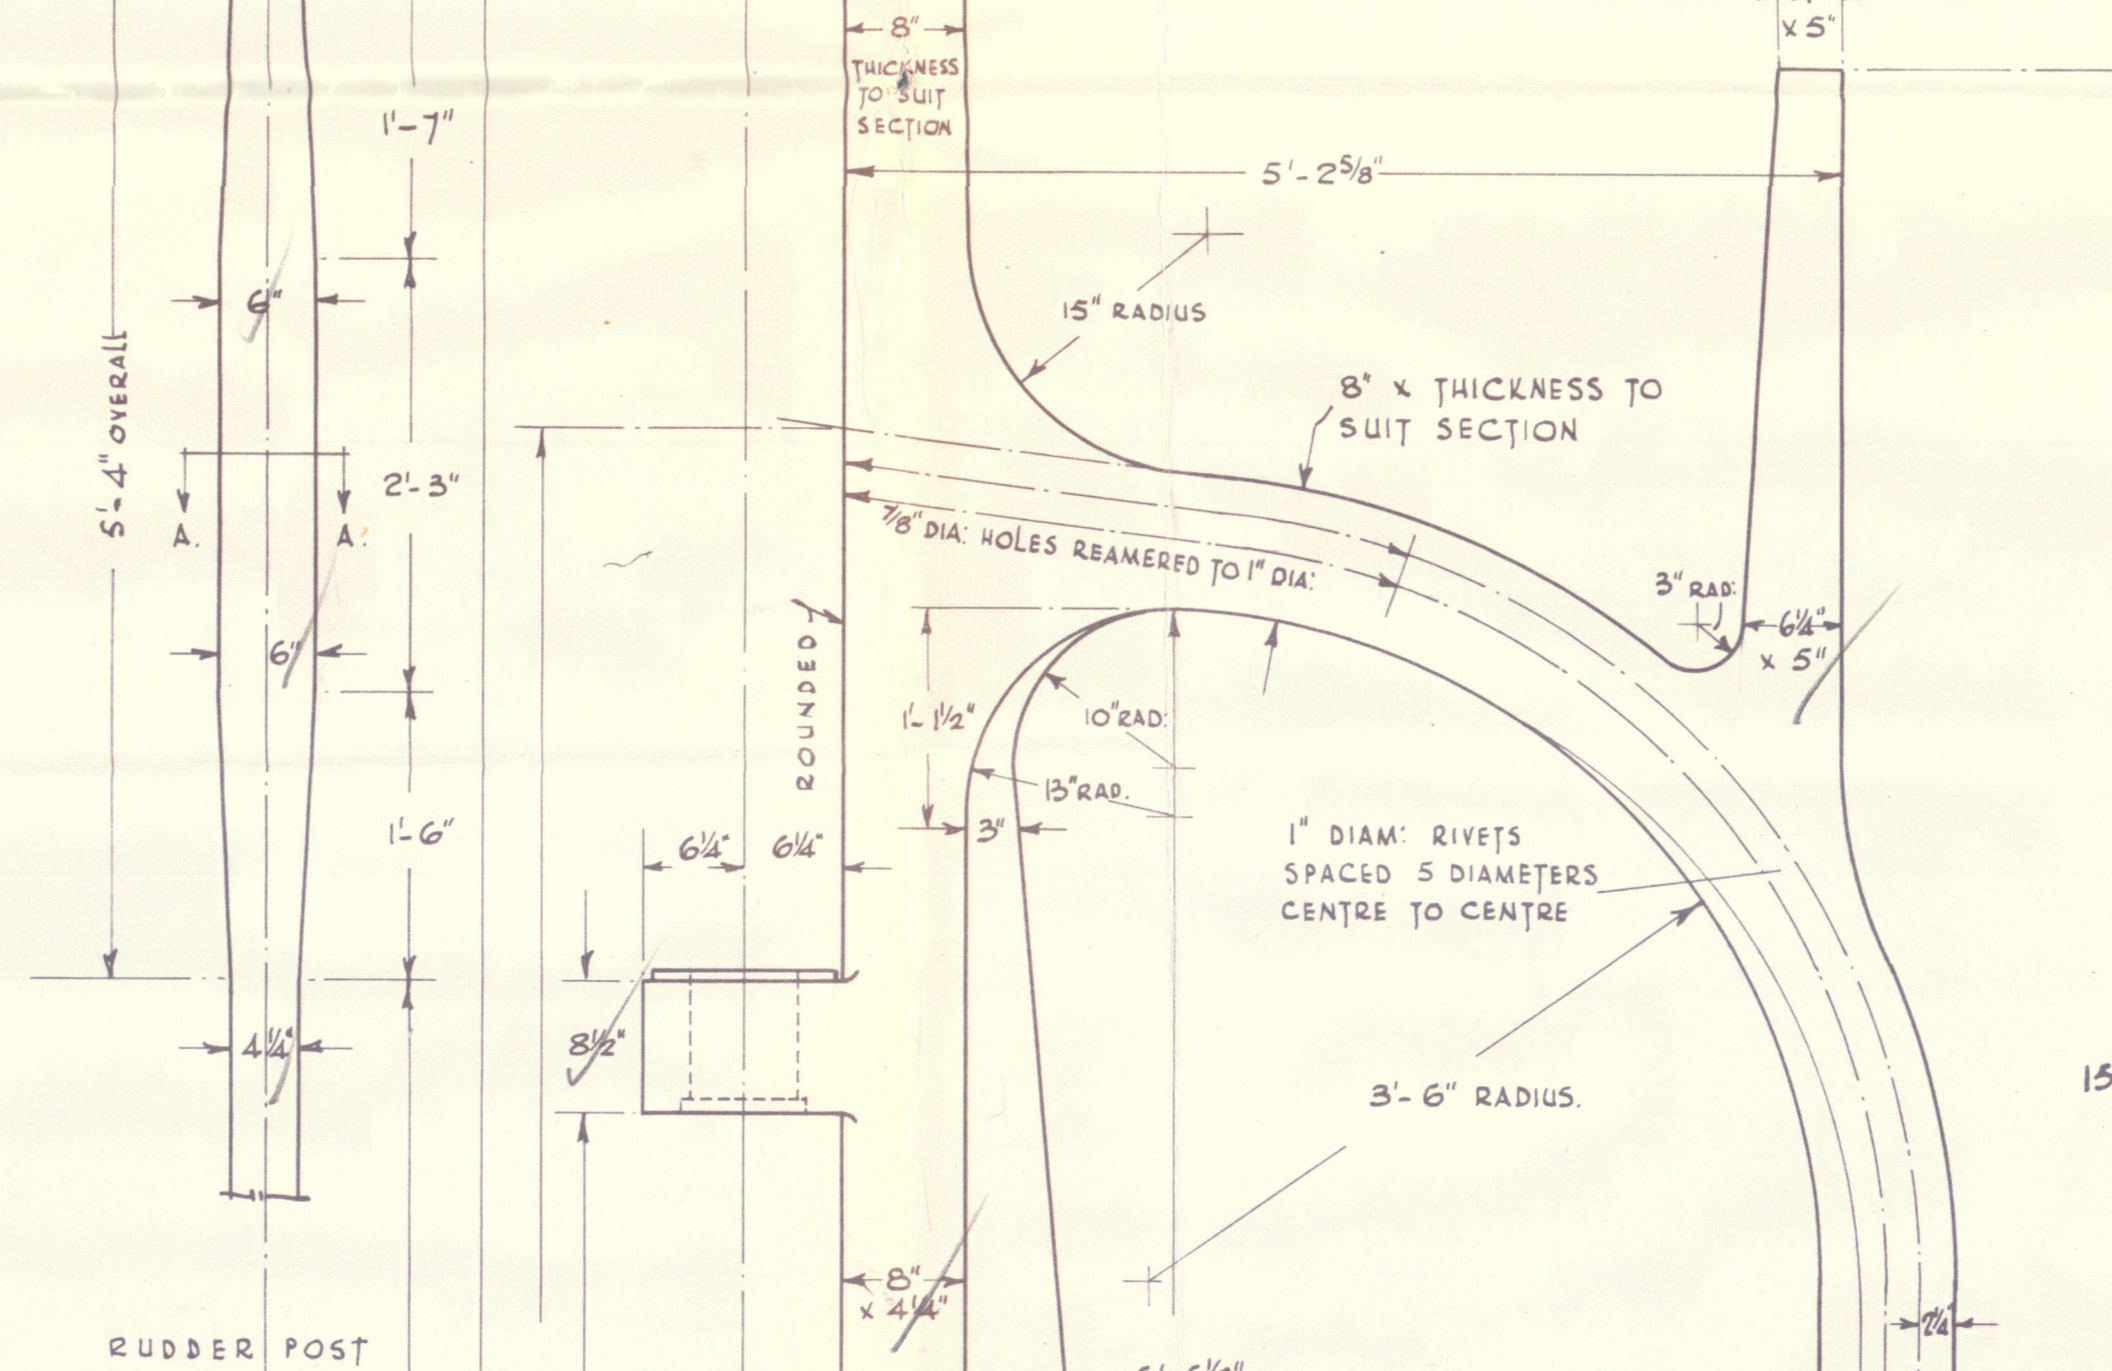 8"
THICKNESS
TO SUIT
SECTION
x 5"
1'-7"
5'-2 5/8"
15" RADIUS
6"
5'-4" OVERALL
8" x THICKNESS TO
SUIT SECTION
2'-3"
A. A.
7/8" DIA: HOLES REAMERED TO 1" DIA:
3" RAD:
6 1/4"
x 5"
6"
ROUNDED
1'-1 1/2"
10" RAD:
13" RAD.
3"
1'-6"
6 1/4" 6 1/4"
1" DIAM: RIVETS
SPACED 5 DIAMETERS
CENTRE TO CENTRE
4 1/4"
8 1/2"
3'-6" RADIUS.
15
8"
x 4 1/4"
2 1/4"
RUDDER POST